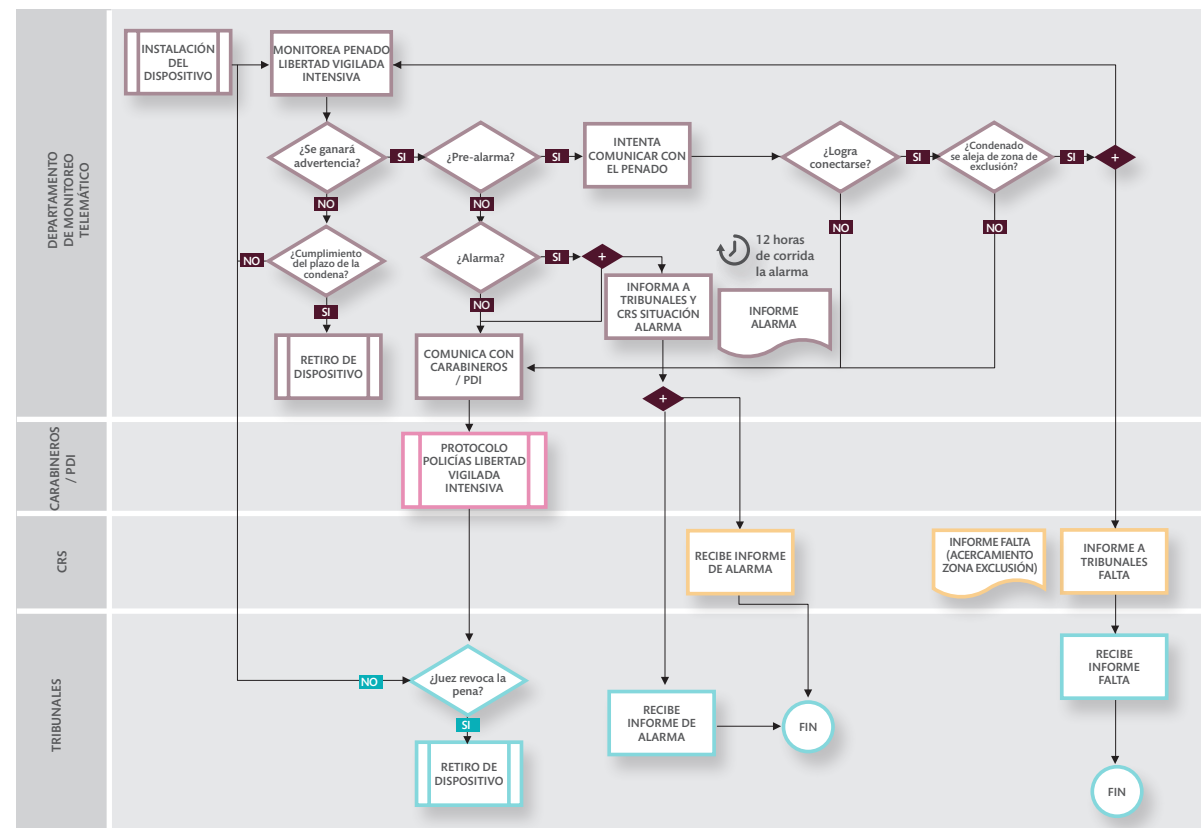 DEPARTAMENTO
DE MONITOREO
TELEMÁTICO
INSTALACIÓN
DEL
DISPOSITIVO
MONITOREA PENADO
LIBERTAD VIGILADA
INTENSIVA
¿Se ganará
advertencia?
SI
¿Pre-alarma?
SI
INTENTA
COMUNICAR CON
EL PENADO
¿Logra
conectarse?
SI
¿Condenado
se aleja de zona de
exclusión?
SI
+
NO
NO
NO
NO
NO
¿Cumplimiento
del plazo de la
condena?
SI
RETIRO DE
DISPOSITIVO
¿Alarma?
SI
+
NO
INFORMA A
TRIBUNALES Y
CRS SITUACIÓN
ALARMA
12 horas
de corrida
la alarma
INFORME
ALARMA
COMUNICA CON
CARABINEROS
/ PDI
+
CARABINEROS
/ PDI
PROTOCOLO
POLICÍAS LIBERTAD
VIGILADA
INTENSIVA
CRS
RECIBE INFORME
DE ALARMA
INFORME FALTA
(ACERCAMIENTO
ZONA EXCLUSIÓN)
INFORME A
TRIBUNALES
FALTA
TRIBUNALES
NO
¿Juez revoca la
pena?
SI
RETIRO DE
DISPOSITIVO
RECIBE
INFORME DE
ALARMA
FIN
RECIBE
INFORME
FALTA
FIN